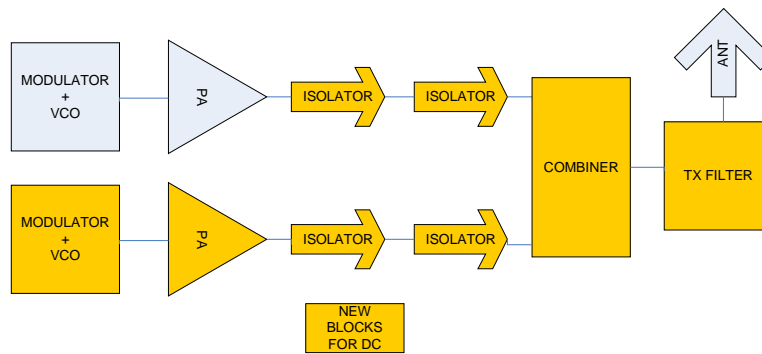 MODULATOR
+
VCO
PA
ISOLATOR
ISOLATOR
COMBINER
TX FILTER
ANT
MODULATOR
+
VCO
PA
ISOLATOR
ISOLATOR
NEW
BLOCKS
FOR DC